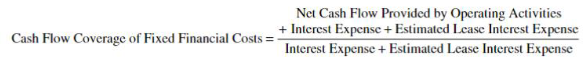 Net Cash Flow Provided by Operating Activities
Cash Flow Coverage of Fixed Financial Costs = + Interest Expense + Estimated Lease Interest Expense
Interest Expense + Estimated Lease Interest Expense